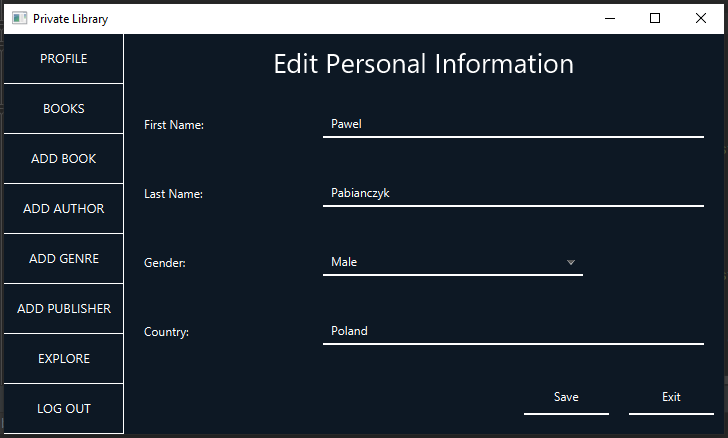 Private Library
PROFILE
BOOKS
ADD BOOK
ADD AUTHOR
ADD GENRE
ADD PUBLISHER
EXPLORE
LOG OUT
Edit Personal Information
First Name: Pawel
Last Name: Pabianczyk
Gender: Male
Country: Poland
Save Exit